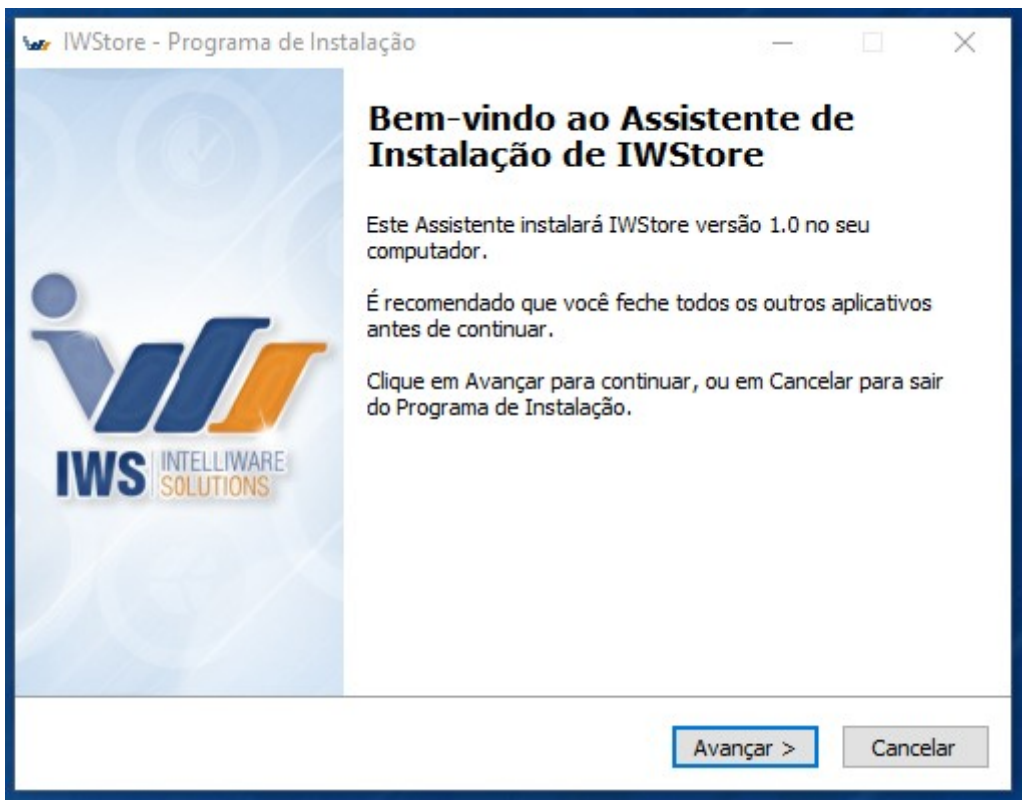 IWStore - Programa de Instalação
Bem-vindo ao Assistente de
Instalação de IWStore
Este Assistente instalará IWStore versão 1.0 no seu
computador.
É recomendado que você feche todos os outros aplicativos
antes de continuar.
Clique em Avançar para continuar, ou em Cancelar para sair
do Programa de Instalação.
IWS INTELLIWARE
SOLUTIONS
Avançar >
Cancelar